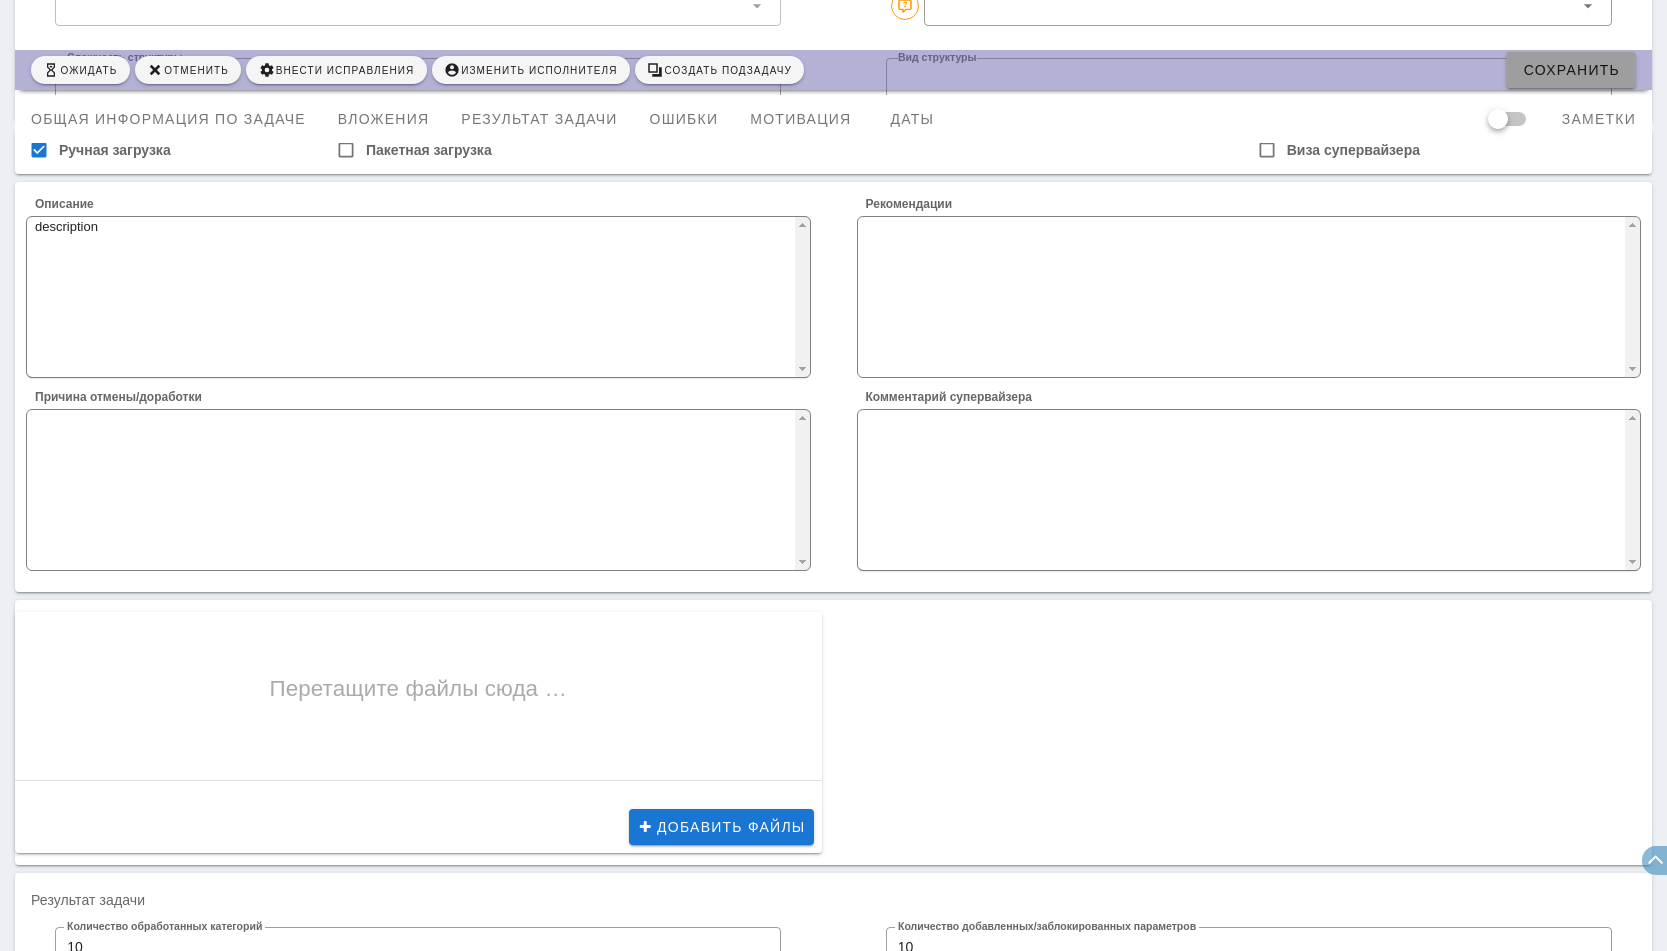 Вид структуры
ОЖИДАТЬ ОТМЕНИТЬ ВНЕСТИ ИСПРАВЛЕНИЯ ИЗМЕНИТЬ ИСПОЛНИТЕЛЯ СОЗДАТЬ ПОДЗАДАЧУ СОХРАНИТЬ
ОБЩАЯ ИНФОРМАЦИЯ ПО ЗАДАЧЕ ВЛОЖЕНИЯ РЕЗУЛЬТАТ ЗАДАЧИ ОШИБКИ МОТИВАЦИЯ ДАТЫ ЗАМЕТКИ
Ручная загрузка Пакетная загрузка Виза супервайзера
Описание Рекомендации
description
Причина отмены/доработки Комментарий супервайзера
Перетащите файлы сюда …
ДОБАВИТЬ ФАЙЛЫ
Результат задачи
Количество обработанных категорий Количество добавленных/заблокированных параметров
10 10